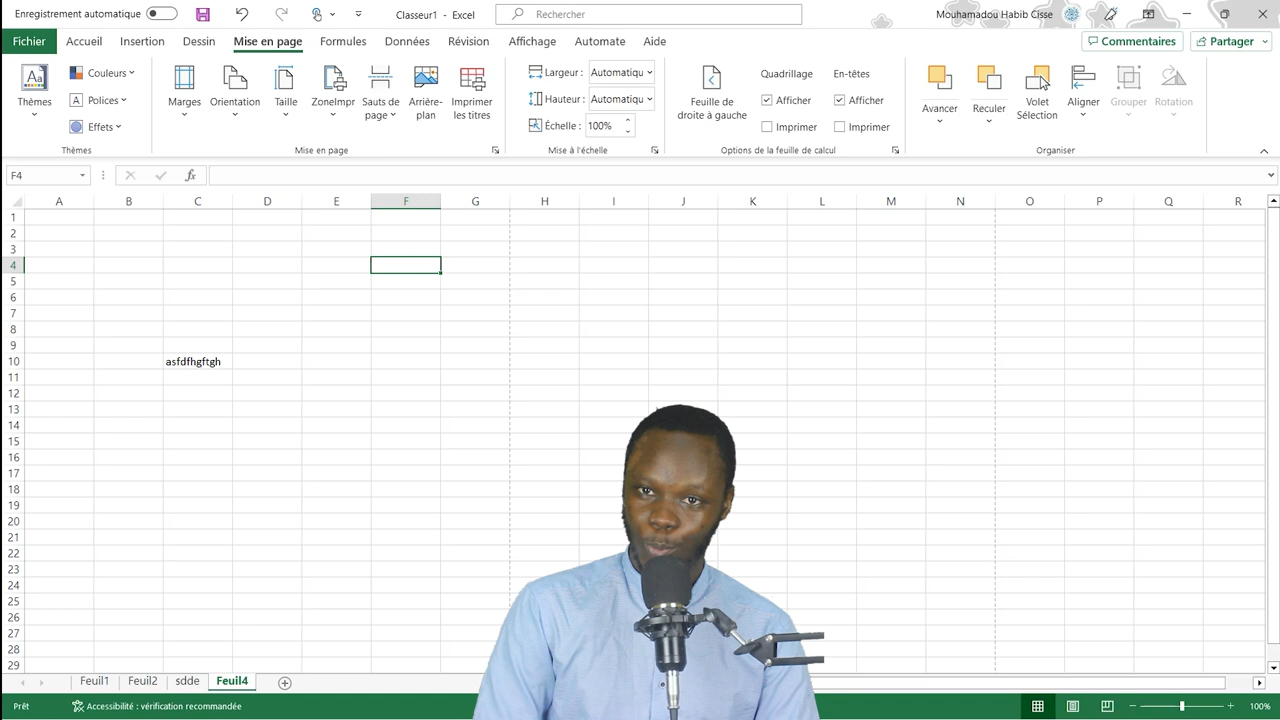 Enregistrement automatique
Classeur1 - Excel
Rechercher
Mouhamadou Habib Cisse
Fichier Accueil Insertion Dessin Mise en page Formules Données Révision Affichage Automate Aide
Commentaires
Partager
Thèmes
Couleurs
Polices
Effets
Thèmes
Marges
Orientation
Taille
ZoneImpr
Sauts de page
Arrière-plan
Imprimer les titres
Mise en page
Largeur : Automatiqu
Hauteur : Automatiqu
Échelle : 100%
Mise à l'échelle
Feuille de droite à gauche
Quadrillage
Afficher
Imprimer
En-têtes
Afficher
Imprimer
Options de la feuille de calcul
Avancer
Reculer
Volet Sélection
Aligner
Grouper
Rotation
Organiser
F4
fx
A B C D E F G H I J K L M N O P Q R
1
2
3
4
5
6
7
8
9
10 asfdfhgftgh
11
12
13
14
15
16
17
18
19
20
21
22
23
24
25
26
27
28
29
Feuil1 Feuil2 sdde Feuil4
Prêt
Accessibilité : vérification recommandée
100%